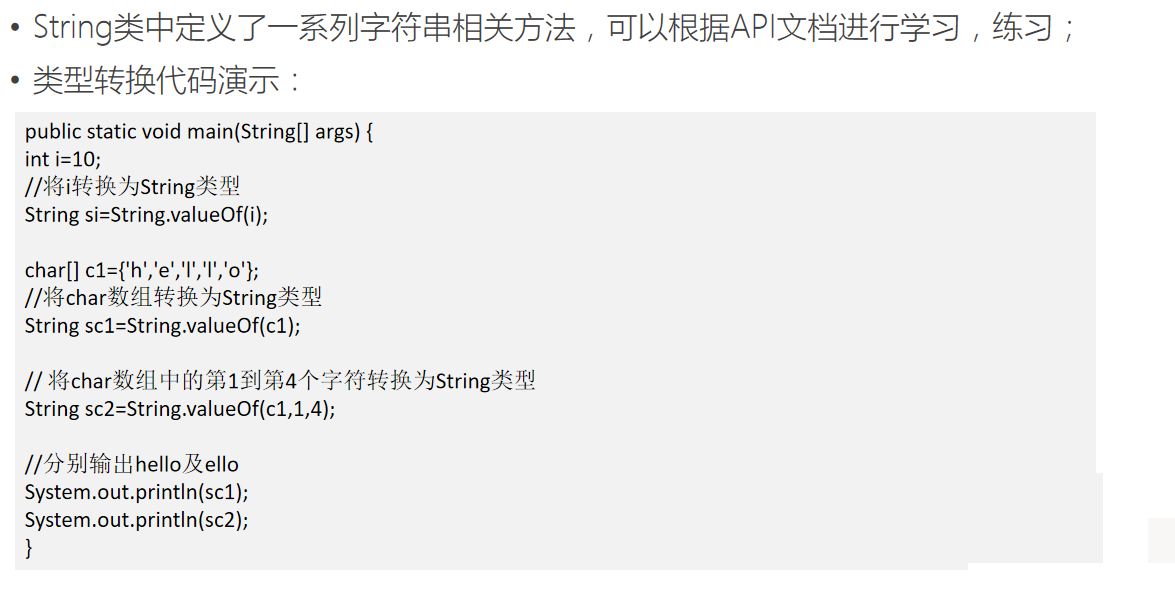 • String类中定义了一系列字符串相关方法，可以根据API文档进行学习，练习；
• 类型转换代码演示：
public static void main(String[] args) {
int i=10;
//将i转换为String类型
String si=String.valueOf(i);
char[] c1={'h','e','l','l','o'};
//将char数组转换为String类型
String sc1=String.valueOf(c1);
// 将char数组中的第1到第4个字符转换为String类型
String sc2=String.valueOf(c1,1,4);
//分别输出hello及ello
System.out.println(sc1);
System.out.println(sc2);
}